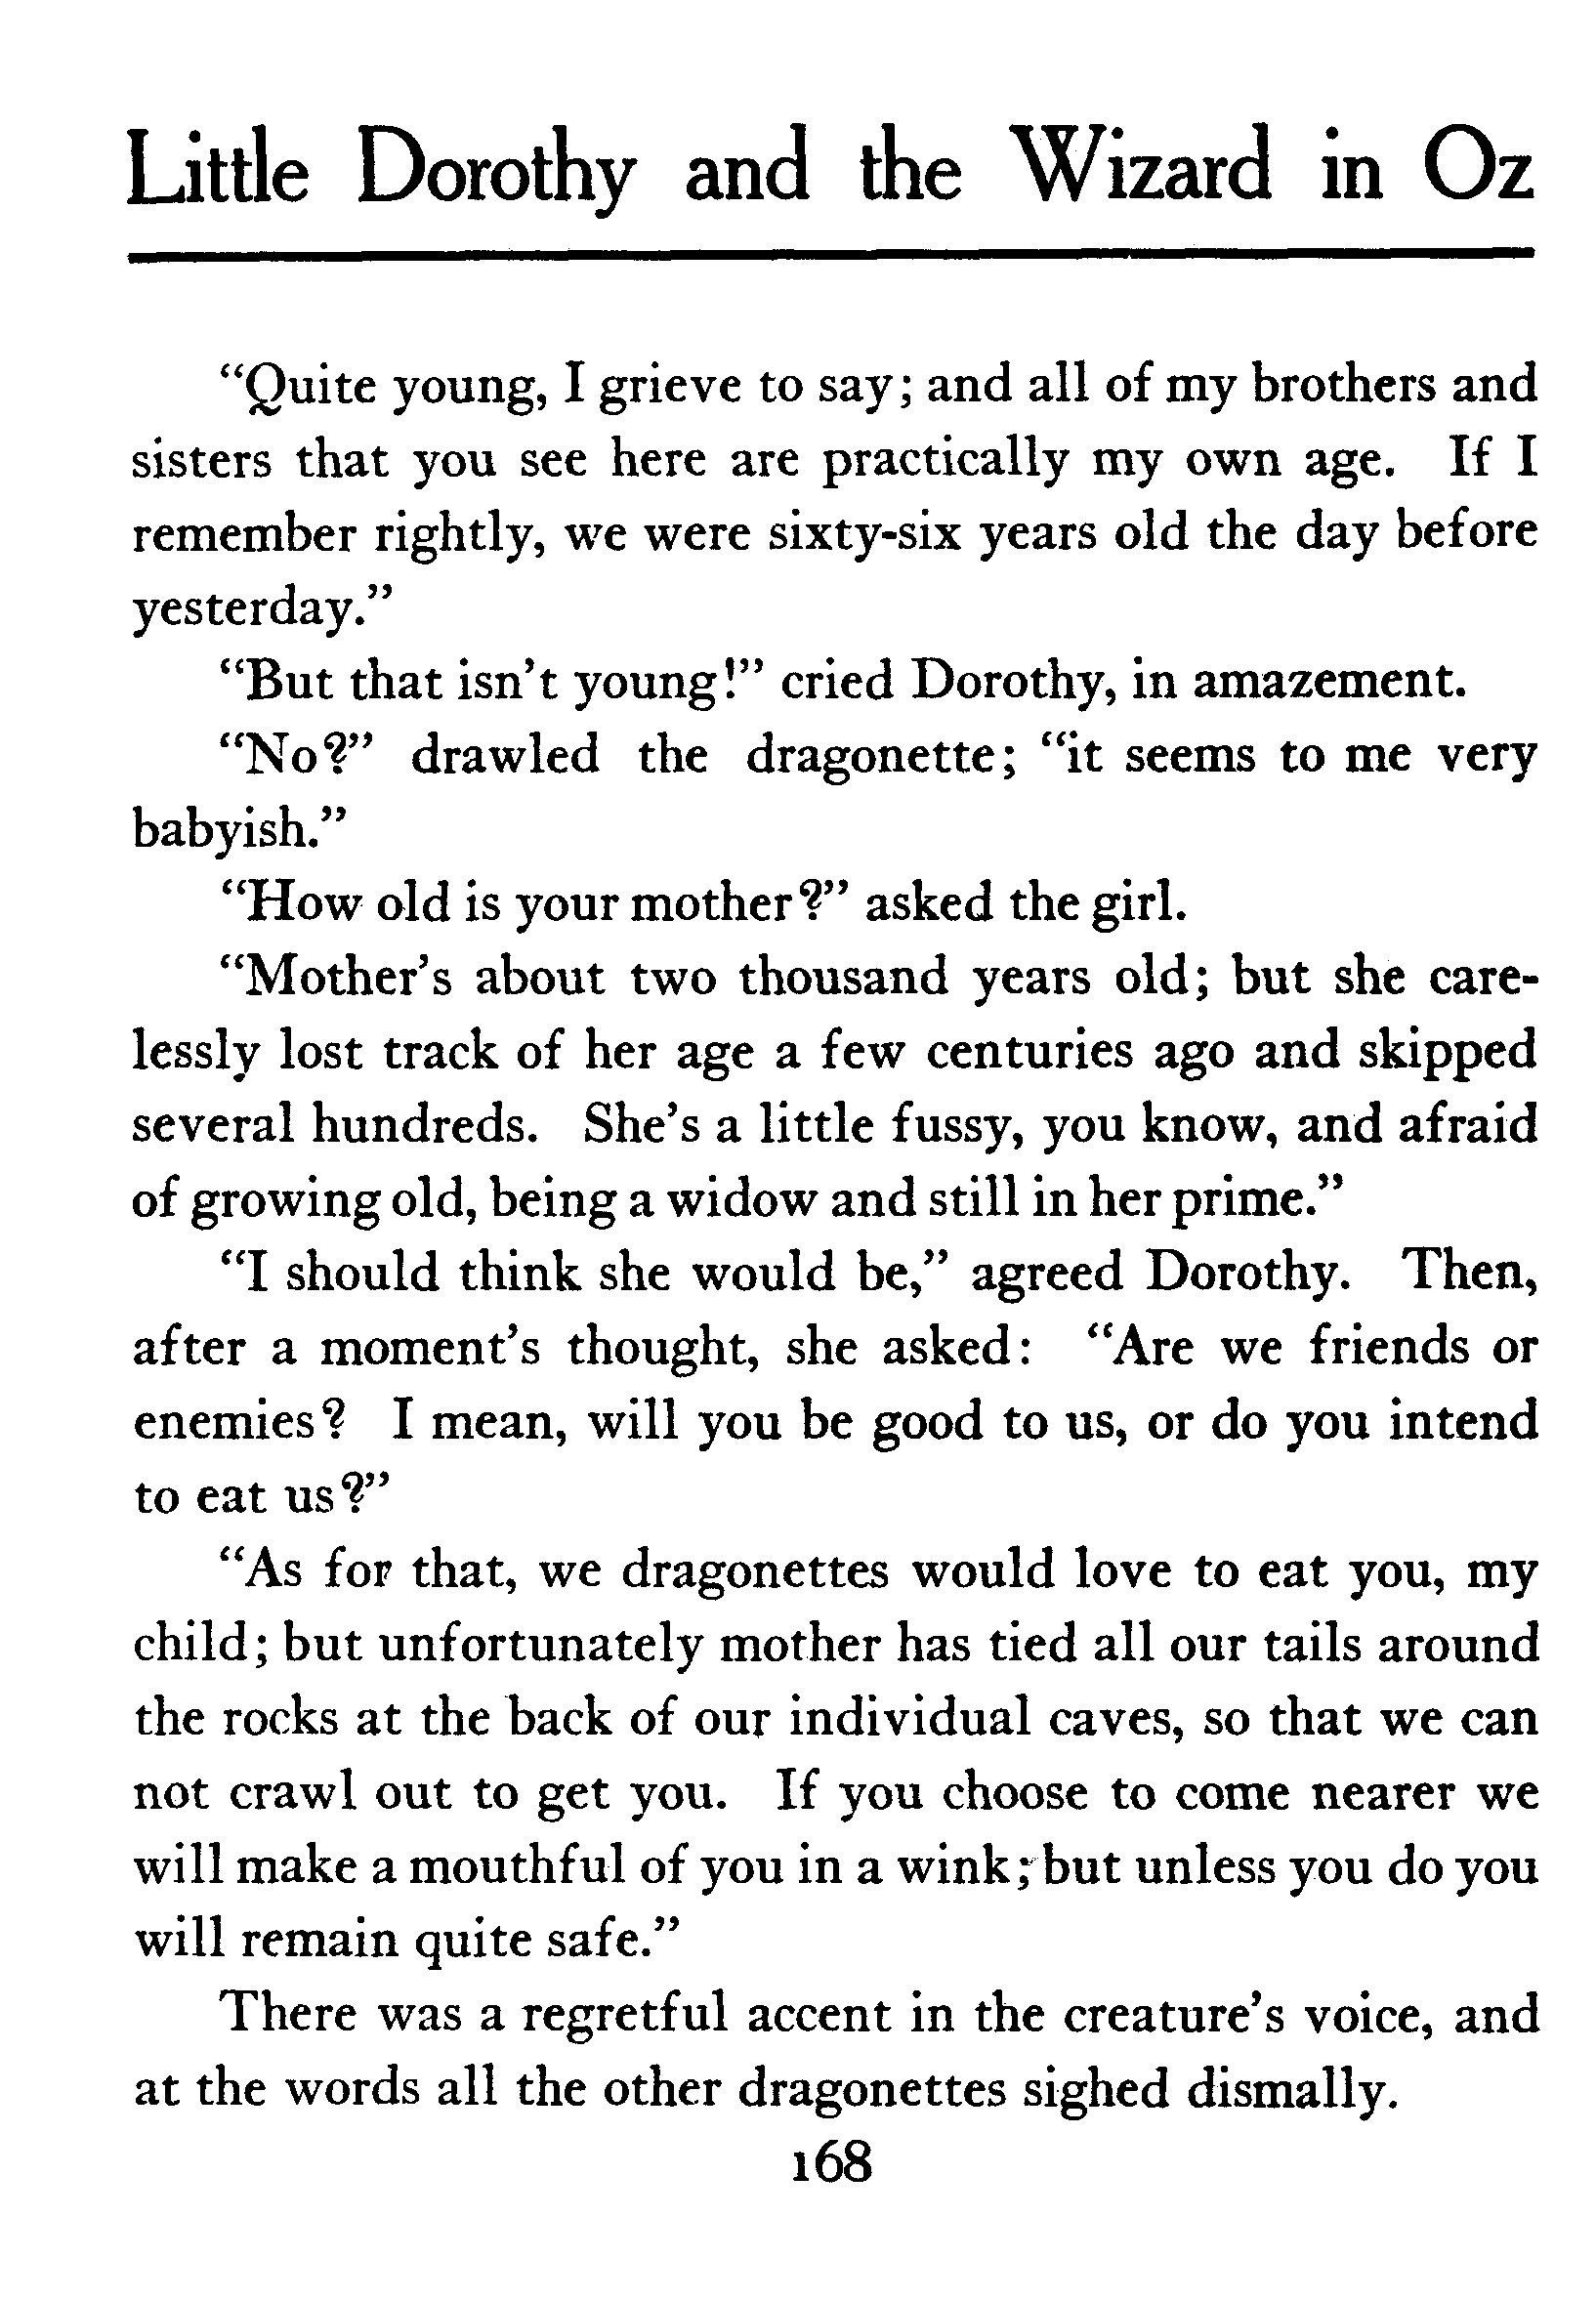 Little Dorothy and the Wizard in Oz
“Quite young, I grieve to say; and all of my brothers and
sisters that you see here are practically my own age. If I
remember rightly, we were sixty-six years old the day before
yesterday.”
“But that isn’t young!” cried Dorothy, in amazement.
“No?” drawled the dragonette; “it seems to me very
babyish.”
“How old is your mother?” asked the girl.
“Mother’s about two thousand years old; but she care-
lessly lost track of her age a few centuries ago and skipped
several hundreds. She’s a little fussy, you know, and afraid
of growing old, being a widow and still in her prime.”
“I should think she would be,” agreed Dorothy. Then,
after a moment’s thought, she asked: “Are we friends or
enemies? I mean, will you be good to us, or do you intend
to eat us?”
“As for that, we dragonettes would love to eat you, my
child; but unfortunately mother has tied all our tails around
the rocks at the back of our individual caves, so that we can
not crawl out to get you. If you choose to come nearer we
will make a mouthful of you in a wink; but unless you do you
will remain quite safe.”
There was a regretful accent in the creature’s voice, and
at the words all the other dragonettes sighed dismally.
168